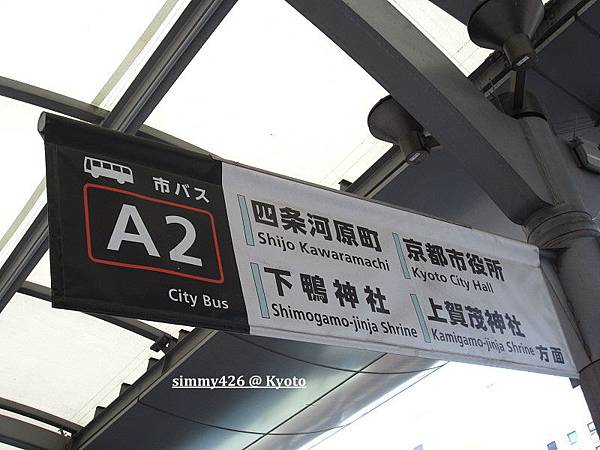 市バス
A2
City Bus
四条河原町
Shijo Kawaramachi
京都市役所
Kyoto City Hall
下鴨神社
Shimogamo-jinja Shrine
上賀茂神社 方面
Kamigamo-jinja Shrine
simmy426 @ Kyoto